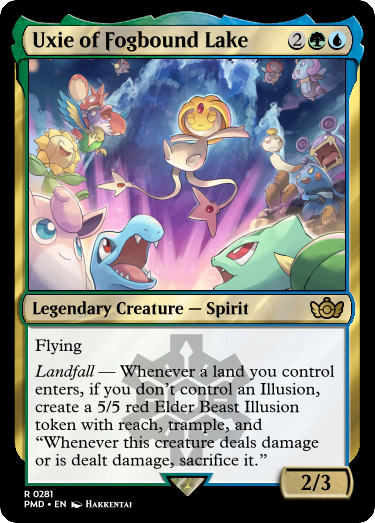 Uxie of Fogbound Lake 2
Legendary Creature — Spirit
Flying
Landfall — Whenever a land you control
enters, if you don't control an Illusion,
create a 5/5 red Elder Beast Illusion
token with reach, trample, and
“Whenever this creature deals damage
or is dealt damage, sacrifice it.”
2/3
R 0281
PMD • EN Hakkentai